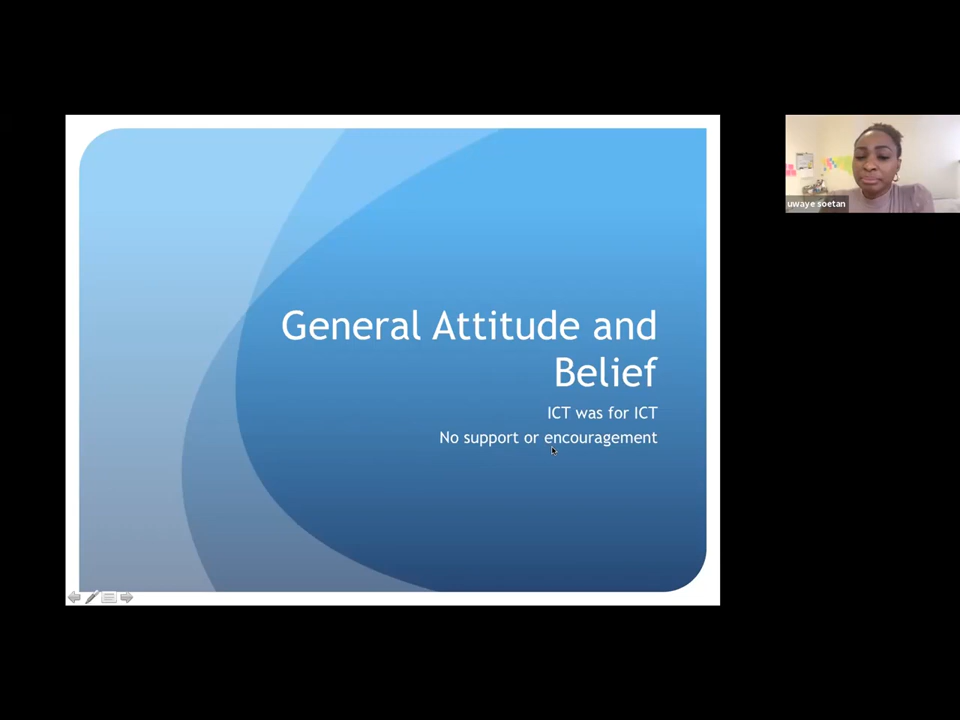 General Attitude and
Belief
ICT was for ICT
No support or encouragement
uwaye soetan